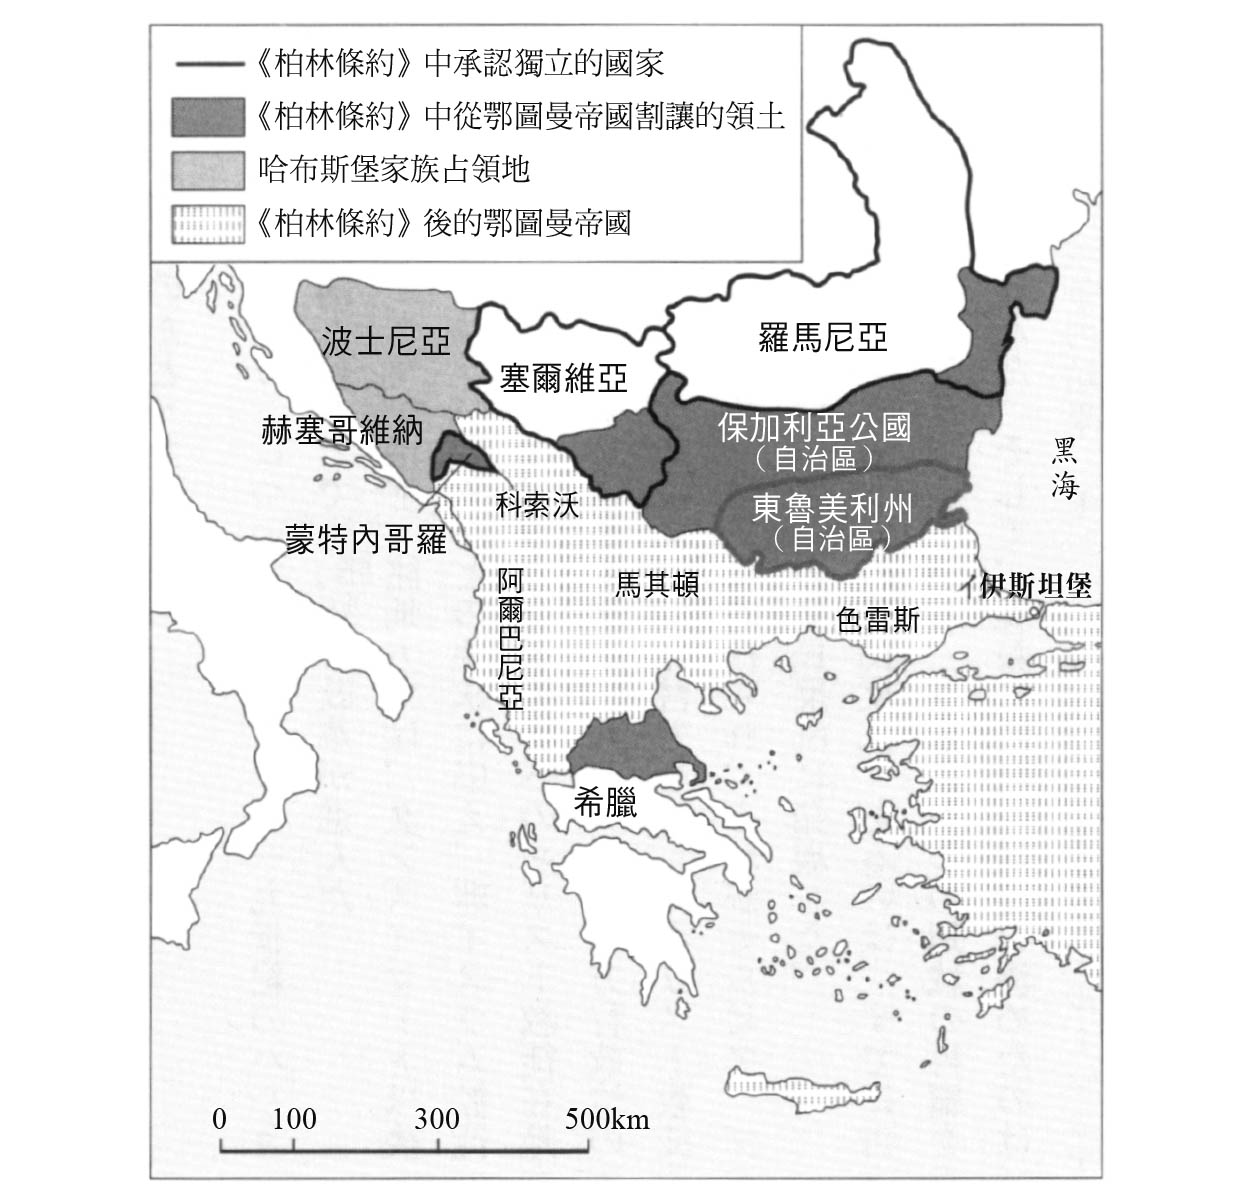 《柏林條約》中承認獨立的國家
《柏林條約》中從鄂圖曼帝國割讓的領土
哈布斯堡家族占領地
《柏林條約》後的鄂圖曼帝國
羅馬尼亞
波士尼亞
塞爾維亞
赫塞哥維納
保加利亞公國
（自治區）
黑海
科索沃
東魯美利州
（自治區）
蒙特內哥羅
阿爾巴尼亞
馬其頓
伊斯坦堡
色雷斯
希臘
0 100 300 500km